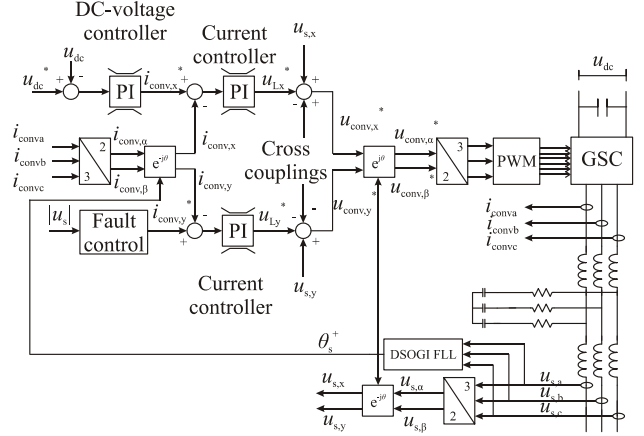 DC-voltage
controller
Current
controller
u_s,x
u_dc
u_dc
u_dc*
+
-
PI
i_conv,x*
+
-
PI
u_Lx*
-
+
+
i_conva
i_convb
i_convc
2
3
i_conv,α
i_conv,β
e^-jθ
i_conv,x
i_conv,y
Cross
couplings
u_conv,x*
u_conv,y*
e^jθ
u_conv,α*
u_conv,β*
3
2
PWM
GSC
|u_s|
Fault
control
i_conv,y*
+
-
PI
u_Ly*
-
-
+
u_s,y
Current
controller
i_conva
i_convb
i_convc
θ_s^+
DSOGI FLL
u_s,x
u_s,y
e^-jθ
u_s,α
u_s,β
3
2
u_s,a
u_s,b
u_s,c